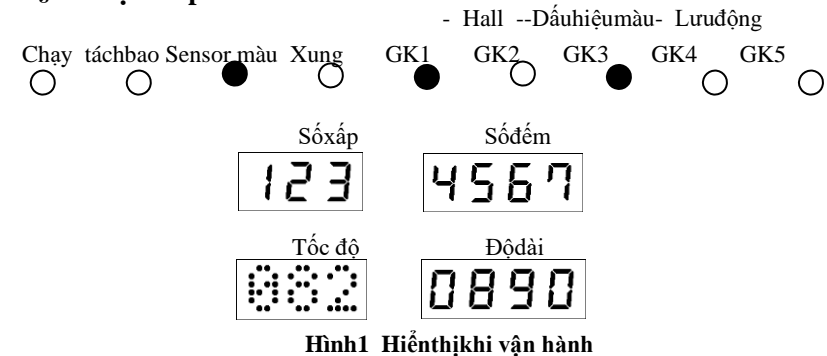 - Hall --Dấuhiệumàu- Lưuđộng
Chạy táchbao Sensor màu Xung GK1 GK2 GK3 GK4 GK5
Sốxấp Sốđếm
123 4567
Tốc độ Độdài
082 0890
Hình1 Hiểnthịkhi vận hành